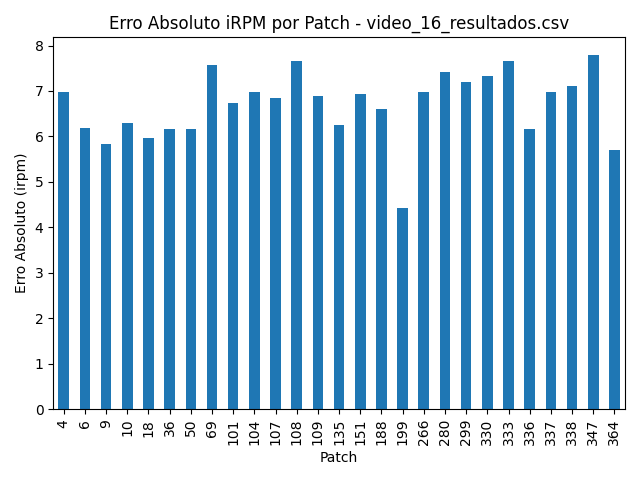 Erro Absoluto iRPM por Patch - video_16_resultados.csv
Erro Absoluto (irpm)
8
7
6
5
4
3
2
1
0
4 6 9 10 18 36 50 69 101 104 107 108 109 135 151 188 199 266 280 299 330 333 336 337 338 347 364
Patch